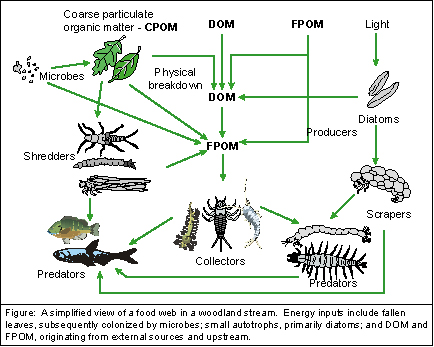 Coarse particulate
organic matter - CPOM
DOM
FPOM
Light
Microbes
Physical
breakdown
DOM
Diatoms
Producers
Shredders
FPOM
Scrapers
Collectors
Predators
Predators
Figure: A simplified view of a food web in a woodland stream. Energy inputs include fallen
leaves, subsequently colonized by microbes; small autotrophs, primarily diatoms; and DOM and
FPOM, originating from external sources and upstream.